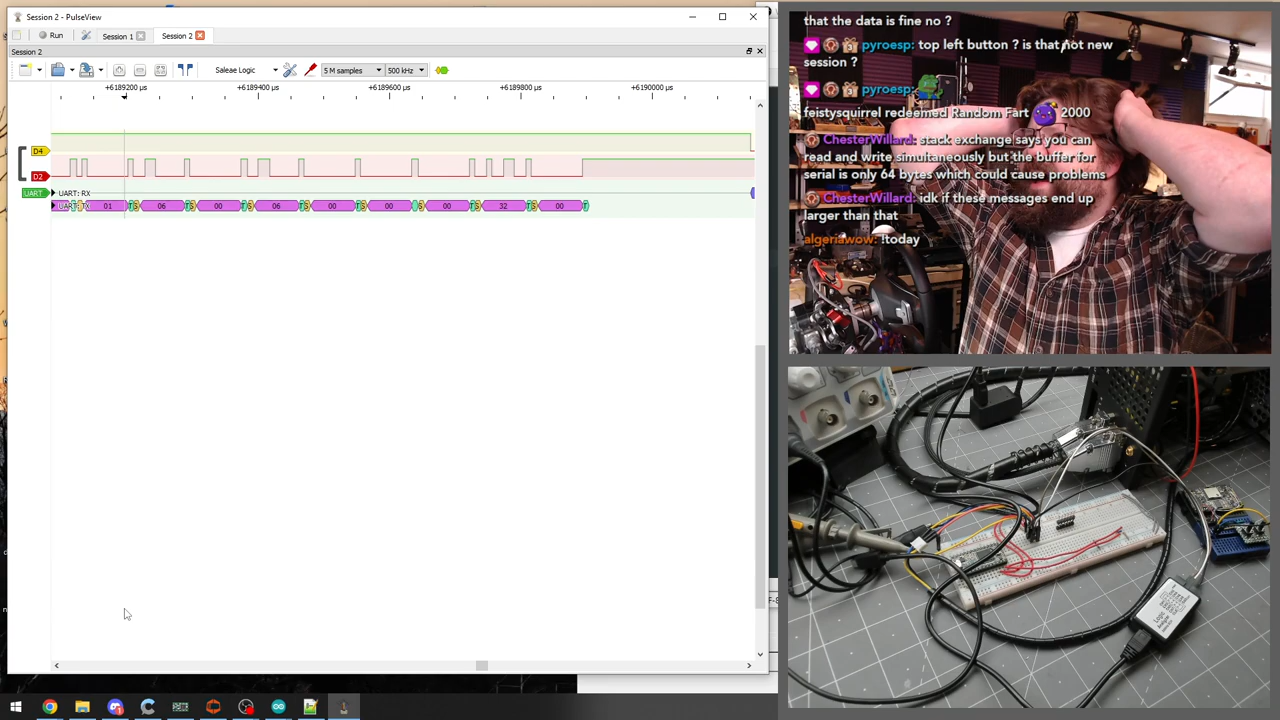 Session 2 - PulseView
Run
Session 1
Session 2
Session 2
Saleae Logic
5 M samples
500 kHz
+6189200 µs
+6189400 µs
+6189600 µs
+6189800 µs
+6190000 µs
D4
D2
UART
UART: RX
01
06
00
06
00
00
00
32
00
that the data is fine no ?
pyroesp: top left button ? is that not new
session ?
pyroesp:
feistysquirrel redeemed Random Fart 2000
ChesterWillard: stack exchange says you can
read and write simultaneously but the buffer for
serial is only 64 bytes which could cause problems
ChesterWillard: idk if these messages end up
larger than that
algeriawow: !today
Logic
Analyzer